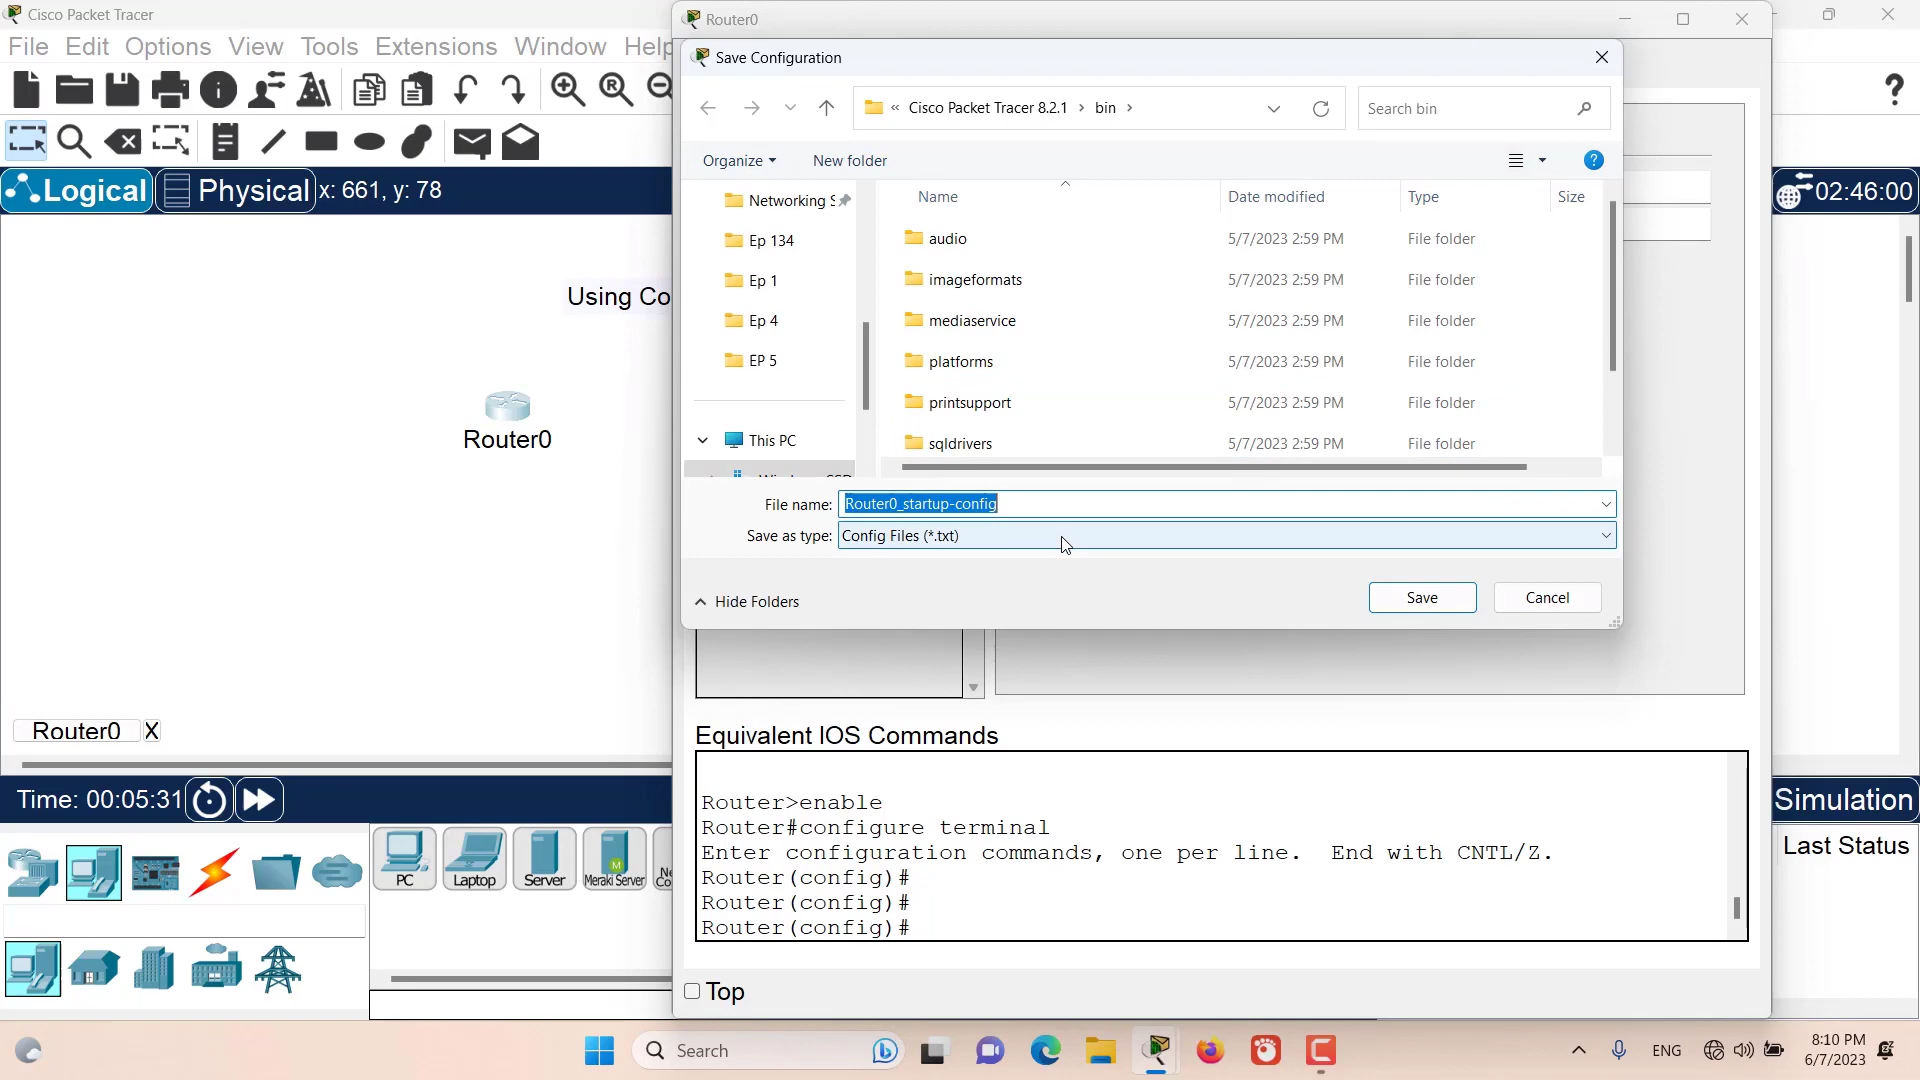 Cisco Packet Tracer
File Edit Options View Tools Extensions Window Help
Logical
Physical
x: 661, y: 78
Using Co
Router0
Router0 X
Time: 00:05:31
PC
Laptop
Server
Meraki Server
Router0
Save Configuration
« Cisco Packet Tracer 8.2.1 › bin ›
Search bin
Organize
New folder
Name Date modified Type Size
Networking S
Ep 134
Ep 1
Ep 4
EP 5
This PC
audio 5/7/2023 2:59 PM File folder
imageformats 5/7/2023 2:59 PM File folder
mediaservice 5/7/2023 2:59 PM File folder
platforms 5/7/2023 2:59 PM File folder
printsupport 5/7/2023 2:59 PM File folder
sqldrivers 5/7/2023 2:59 PM File folder
File name: Router0_startup-config
Save as type: Config Files (*.txt)
Hide Folders
Save
Cancel
Equivalent IOS Commands
Router>enable
Router#configure terminal
Enter configuration commands, one per line. End with CNTL/Z.
Router(config)#
Router(config)#
Router(config)#
Top
02:46:00
Simulation
Last Status
Search
ENG
8:10 PM
6/7/2023